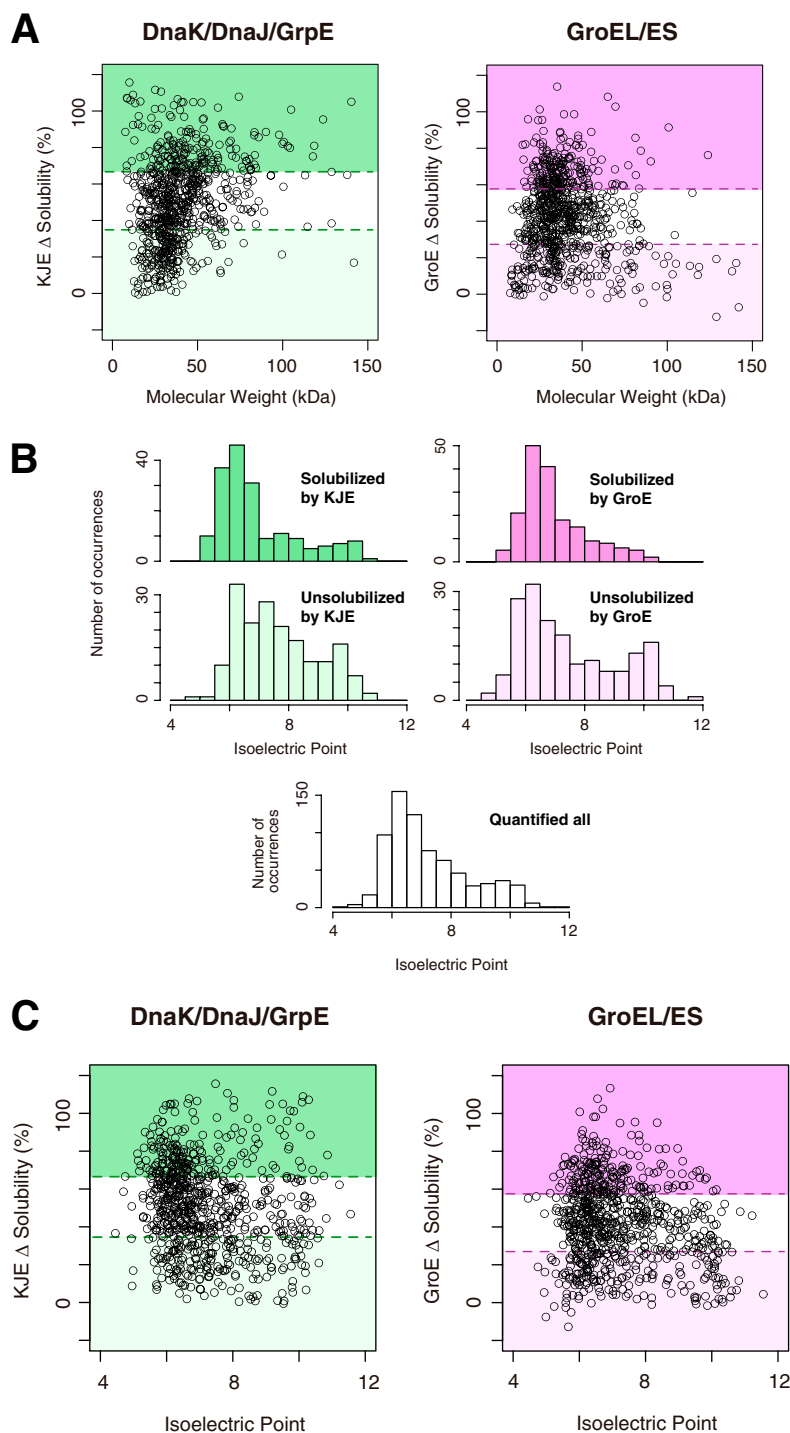 A
DnaK/DnaJ/GrpE
GroEL/ES
KJE Δ Solubility (%)
100
0
0
50
100
150
Molecular Weight (kDa)
GroE Δ Solubility (%)
100
0
0
50
100
150
Molecular Weight (kDa)
B
Number of occurrences
40
0
Solubilized
by KJE
50
0
Solubilized
by GroE
30
0
Unsolubilized
by KJE
4
8
12
Isoelectric Point
30
0
Unsolubilized
by GroE
4
8
12
Isoelectric Point
Number of
occurrences
150
0
Quantified all
4
8
12
Isoelectric Point
C
DnaK/DnaJ/GrpE
GroEL/ES
KJE Δ Solubility (%)
100
0
4
8
12
Isoelectric Point
GroE Δ Solubility (%)
100
0
4
8
12
Isoelectric Point